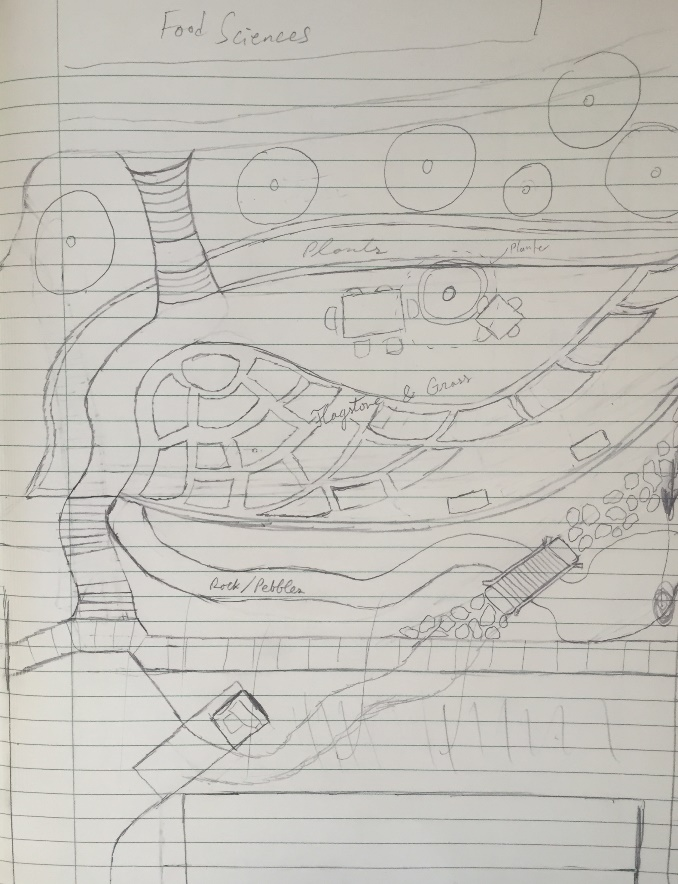 Food Sciences
Plants
Planter
Flagstone & Grass
Rock/Pebbles